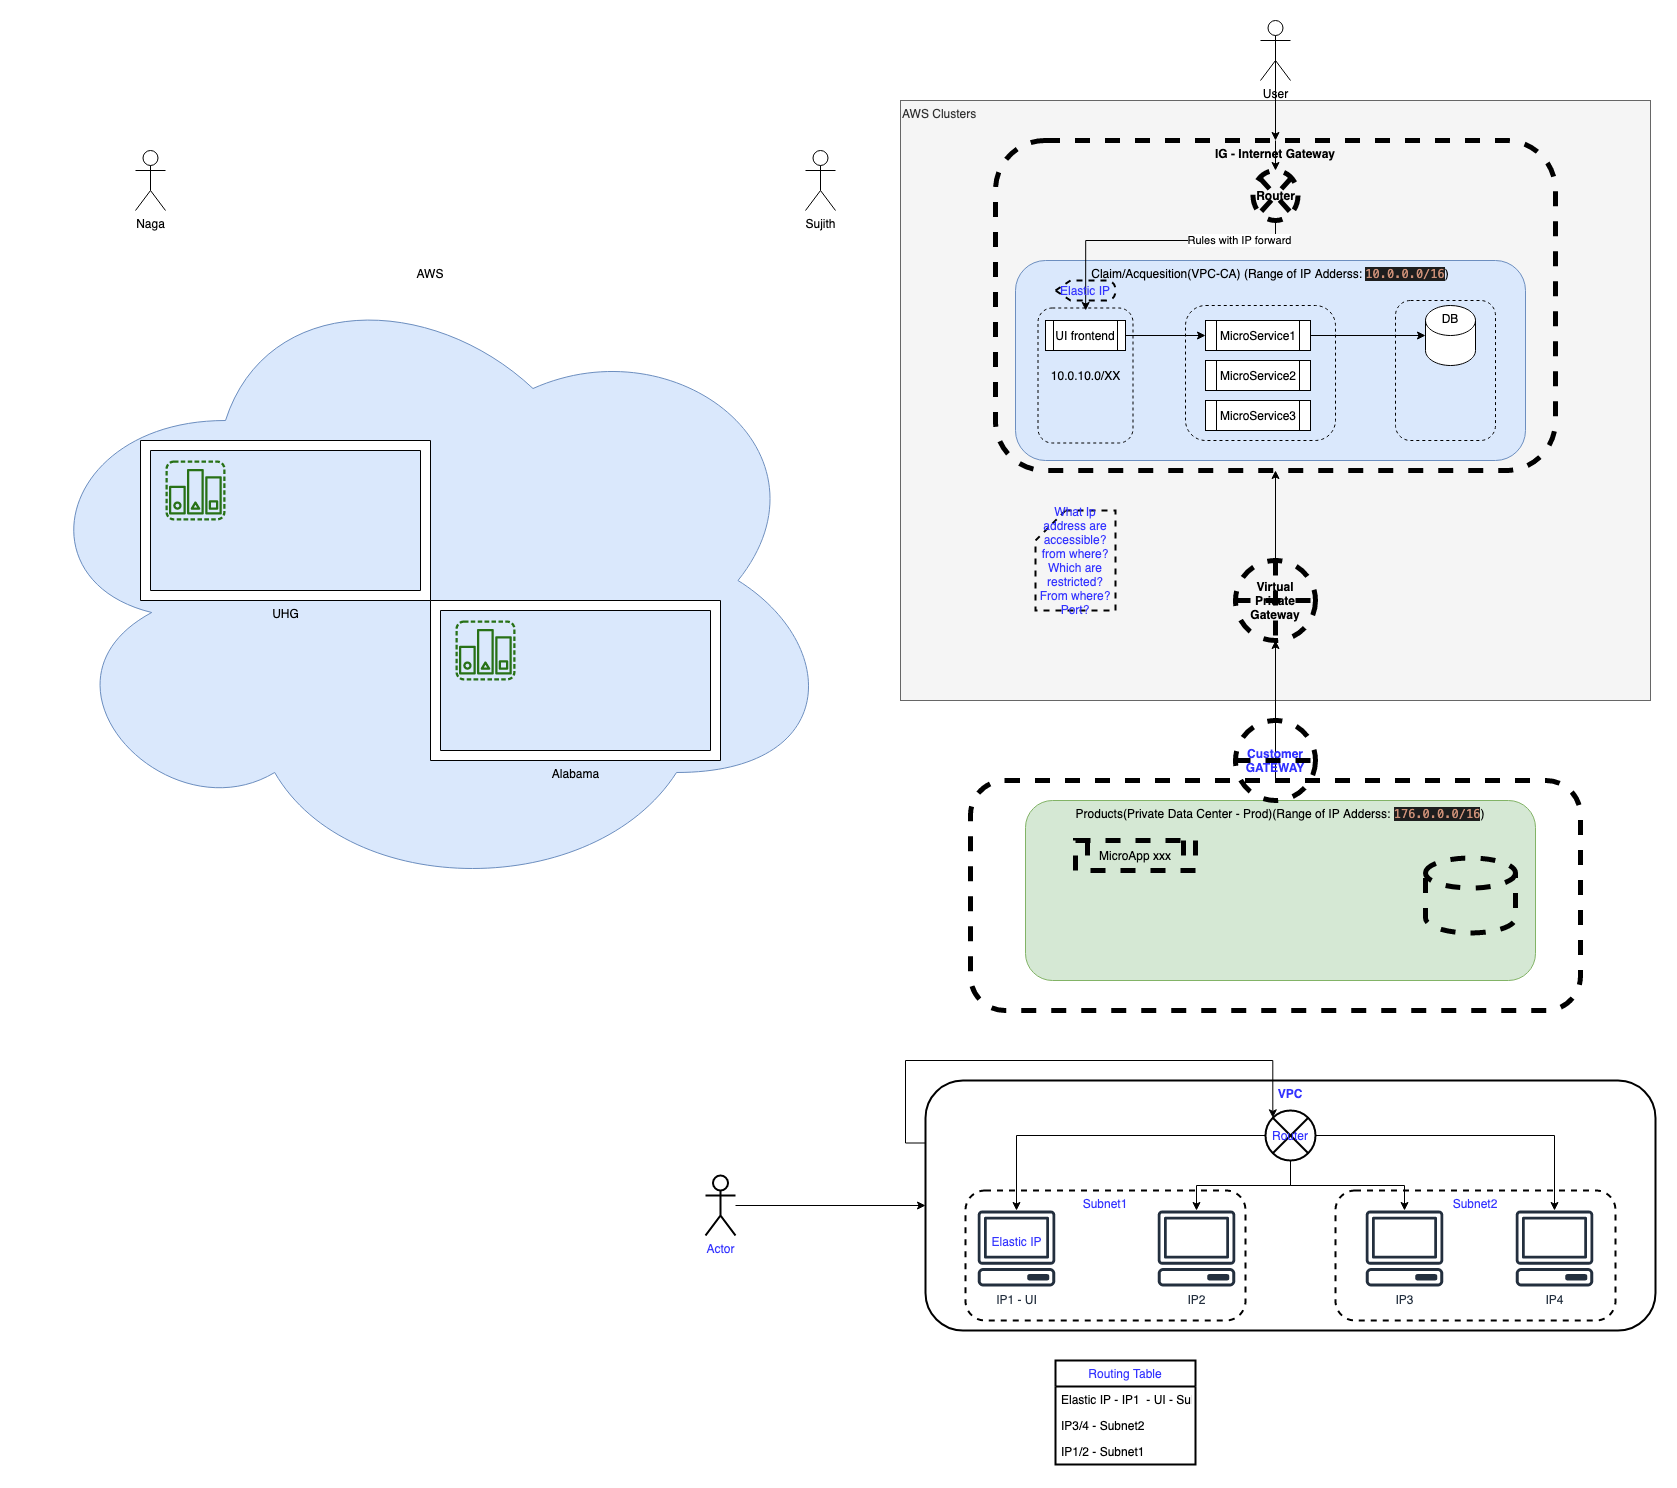 User
AWS Clusters
IG - Internet Gateway
Router
Rules with IP forward
Claim/Acquesition(VPC-CA) (Range of IP Adderss: 10.0.0.0/16)
Elastic IP
UI frontend
10.0.10.0/XX
MicroService1
MicroService2
MicroService3
DB
What Ip
address are
accessible?
from where?
Which are
restricted?
From where?
Port?
Virtual
Private
Gateway
Customer
GATEWAY
Products(Private Data Center - Prod)(Range of IP Adderss: 176.0.0.0/16)
MicroApp xxx
Naga
Sujith
AWS
UHG
Alabama
VPC
Router
Subnet1
Subnet2
Elastic IP
IP1 - UI
IP2
IP3
IP4
Actor
Routing Table
Elastic IP - IP1  - UI - Su
IP3/4 - Subnet2
IP1/2 - Subnet1